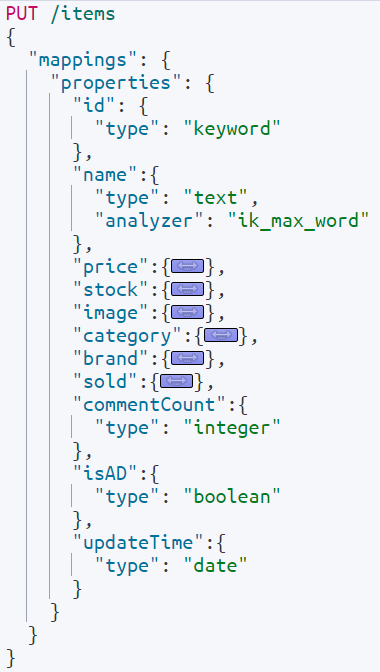 PUT /items
{
  "mappings": {
    "properties": {
      "id": {
        "type": "keyword"
      },
      "name":{
        "type": "text",
        "analyzer": "ik_max_word"
      },
      "price":{},
      "stock":{},
      "image":{},
      "category":{},
      "brand":{},
      "sold":{},
      "commentCount":{
        "type": "integer"
      },
      "isAD":{
        "type": "boolean"
      },
      "updateTime":{
        "type": "date"
      }
    }
  }
}